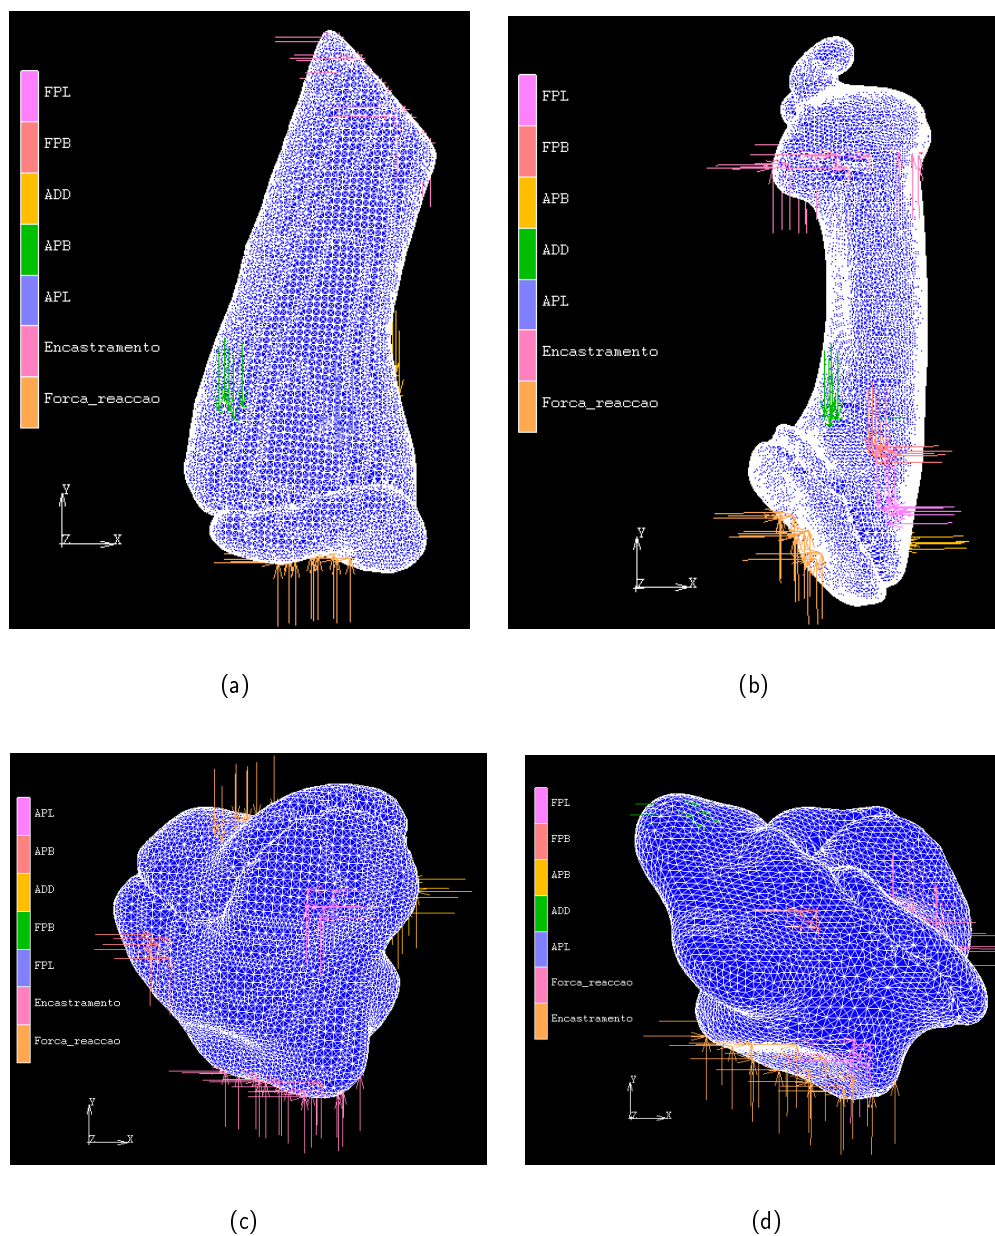 FPL
FPB
ADD
APB
APL
Encastramento
Forca_reaccao
Y
Z X
(a)
FPL
FPB
APB
ADD
APL
Encastramento
Forca_reaccao
Y
Z X
(b)
APL
APB
ADD
FPB
FPL
Encastramento
Forca_reaccao
Y
Z X
(c)
FPL
FPB
APB
ADD
APL
Forca_reaccao
Encastramento
Y
Z X
(d)